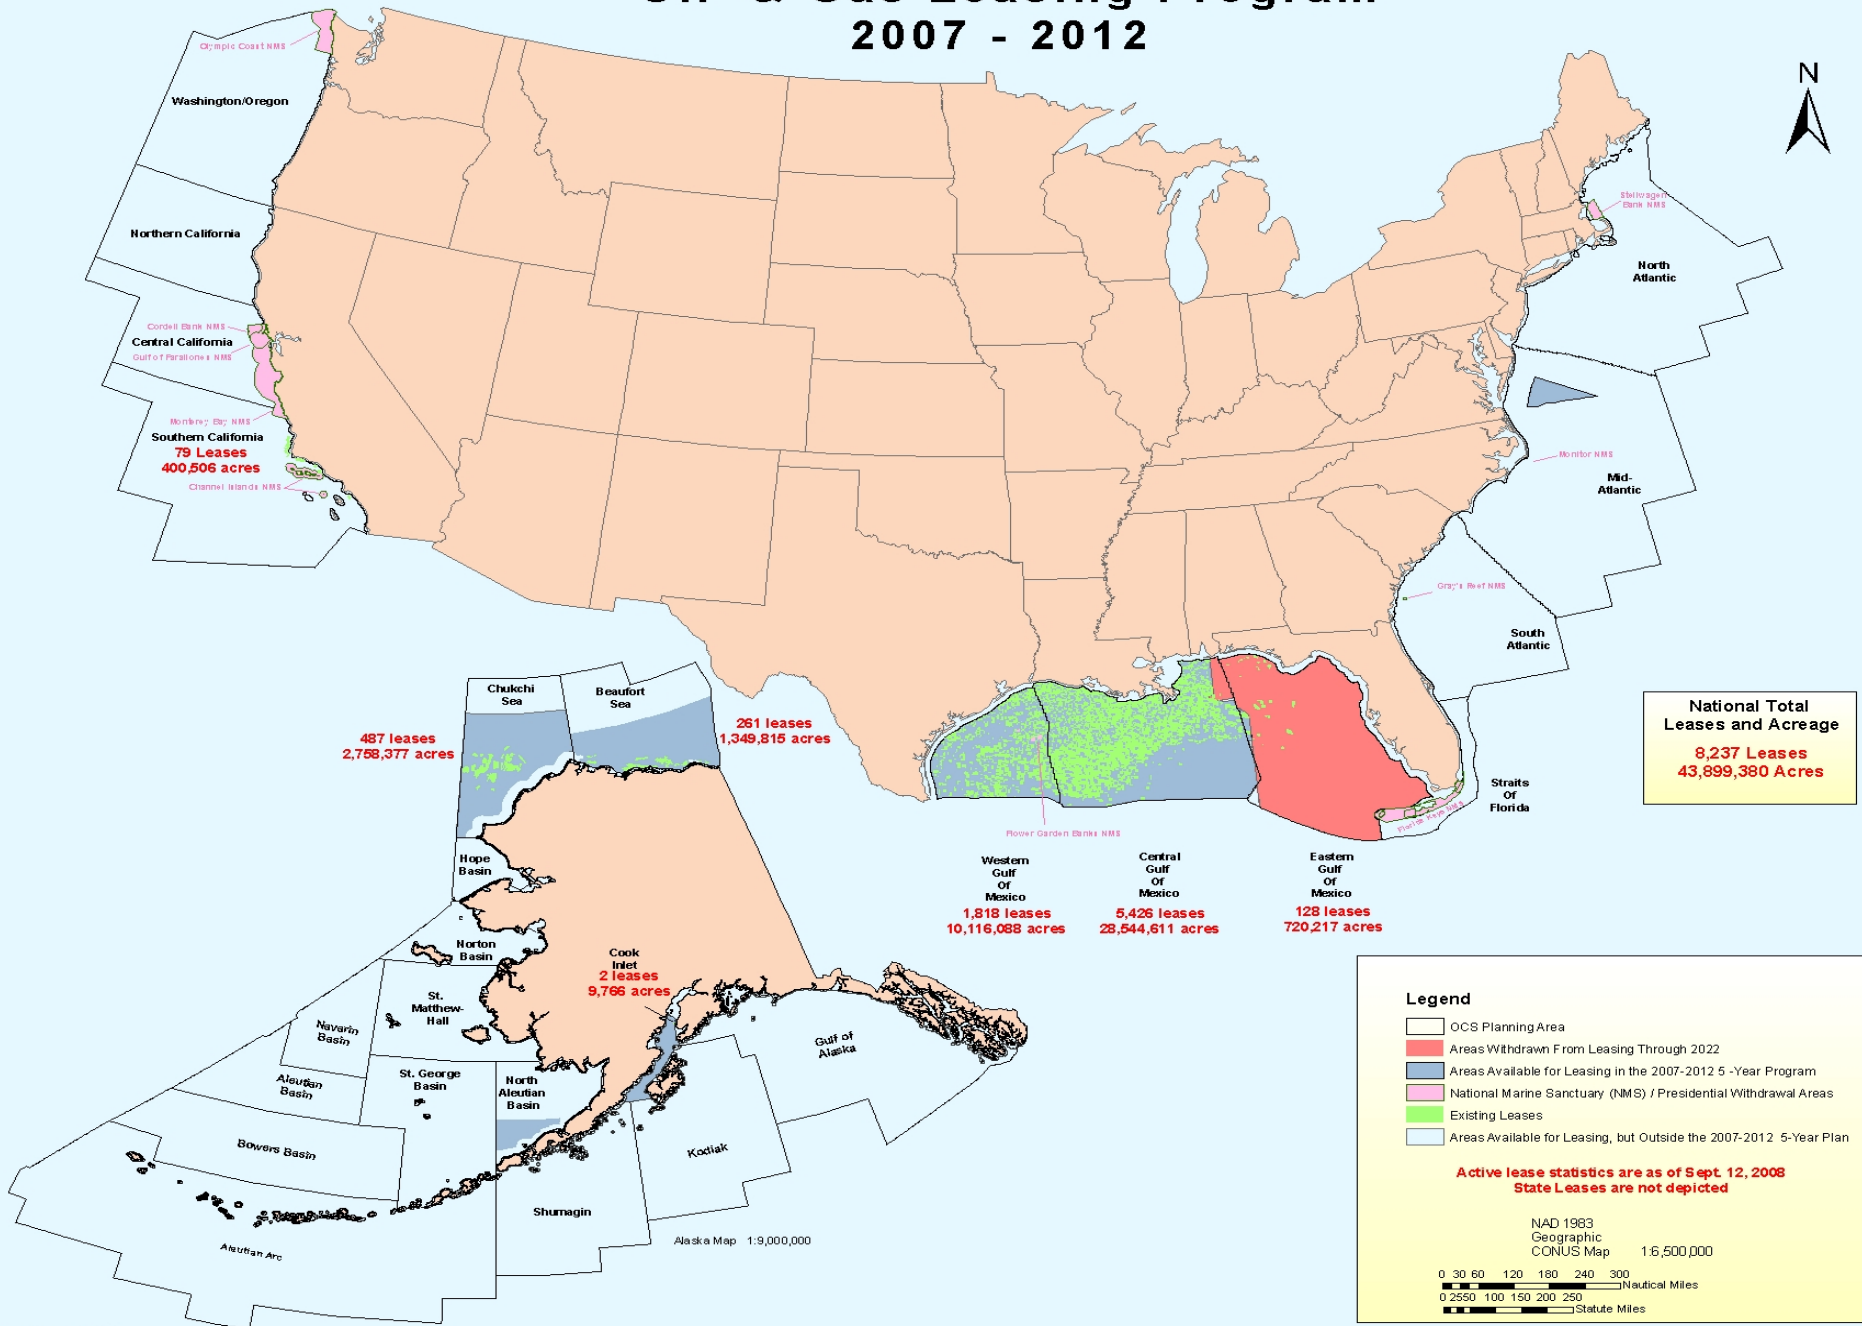 Oil & Gas Leasing Program
2007 - 2012
N
Olympic Coast NMS
Washington/Oregon
Northern California
Cordell Bank NMS
Central California
Gulf of Farallones NMS
Monterey Bay NMS
Southern California
79 Leases
400,506 acres
Channel Islands NMS
Stellwagen
Bank NMS
North
Atlantic
Monitor NMS
Mid-
Atlantic
Gray's Reef NMS
South
Atlantic
Straits
Of
Florida
Florida Keys NMS
Flower Garden Banks NMS
Western
Gulf
Of
Mexico
1,818 leases
10,116,088 acres
Central
Gulf
Of
Mexico
5,426 leases
28,544,611 acres
Eastern
Gulf
Of
Mexico
128 leases
720,217 acres
National Total
Leases and Acreage
8,237 Leases
43,899,380 Acres
Chukchi
Sea
487 leases
2,758,377 acres
Beaufort
Sea
261 leases
1,349,815 acres
Hope
Basin
Norton
Basin
Cook
Inlet
2 leases
9,766 acres
St.
Matthew-
Hall
Navarin
Basin
Aleutian
Basin
St. George
Basin
North
Aleutian
Basin
Bowers Basin
Aleutian Arc
Shumagin
Kodiak
Gulf of
Alaska
Alaska Map 1:9,000,000
Legend
OCS Planning Area
Areas Withdrawn From Leasing Through 2022
Areas Available for Leasing in the 2007-2012 5 -Year Program
National Marine Sanctuary (NMS) / Presidential Withdrawal Areas
Existing Leases
Areas Available for Leasing, but Outside the 2007-2012 5-Year Plan
Active lease statistics are as of Sept. 12, 2008
State Leases are not depicted
NAD 1983
Geographic
CONUS Map 1:6,500,000
0 30 60 120 180 240 300
Nautical Miles
0 2550 100 150 200 250
Statute Miles